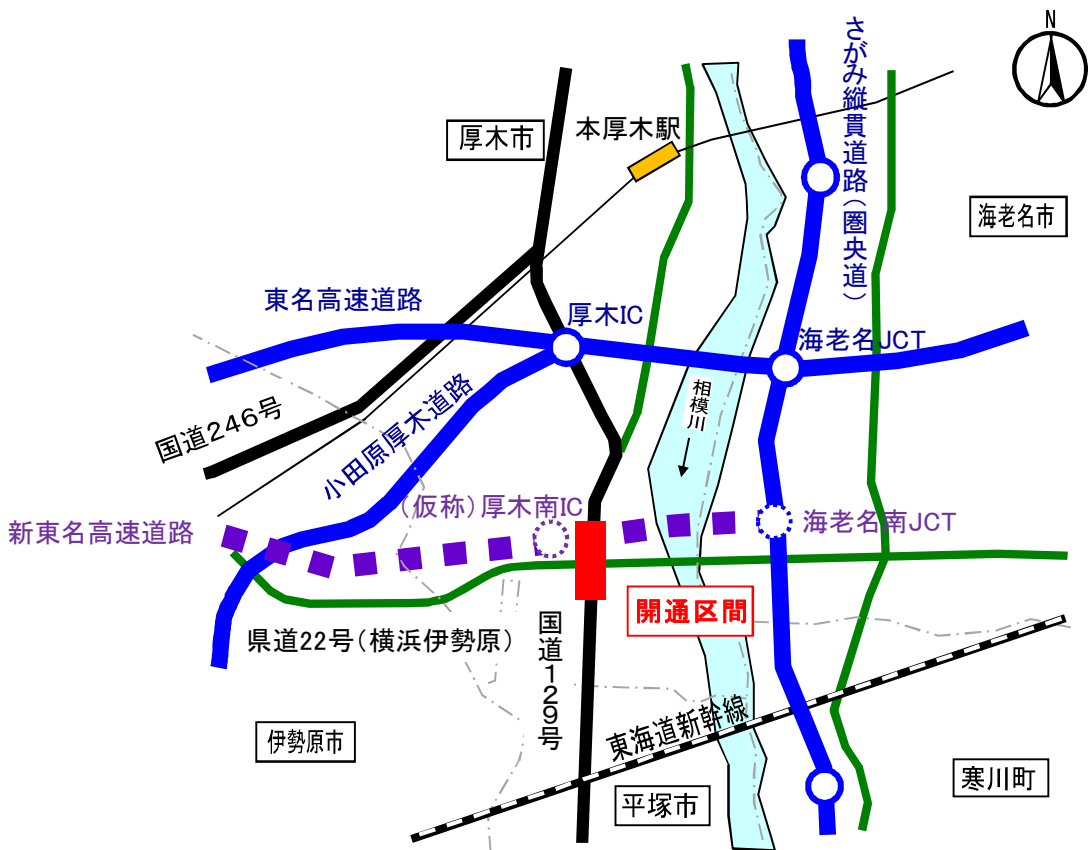 N
さがみ縦貫道路(圏央道)
厚木市
本厚木駅
海老名市
東名高速道路
厚木IC
海老名JCT
相模川
国道246号
小田原厚木道路
(仮称)厚木南IC
海老名南JCT
新東名高速道路
開通区間
県道22号(横浜伊勢原)
国道129号
東海道新幹線
伊勢原市
平塚市
寒川町